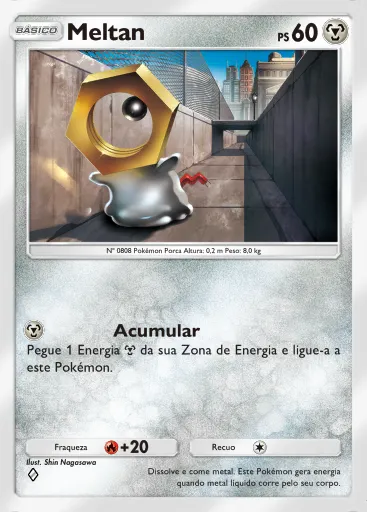 BÁSICO Meltan PS 60
Nº 0808 Pokémon Porca Altura: 0,2 m Peso: 8,0 kg
Acumular
Pegue 1 Energia da sua Zona de Energia e ligue-a a
este Pokémon.
Fraqueza +20 Recuo
Ilust. Shin Nagasawa
Dissolve e come metal. Este Pokémon gera energia
quando metal líquido corre pelo seu corpo.